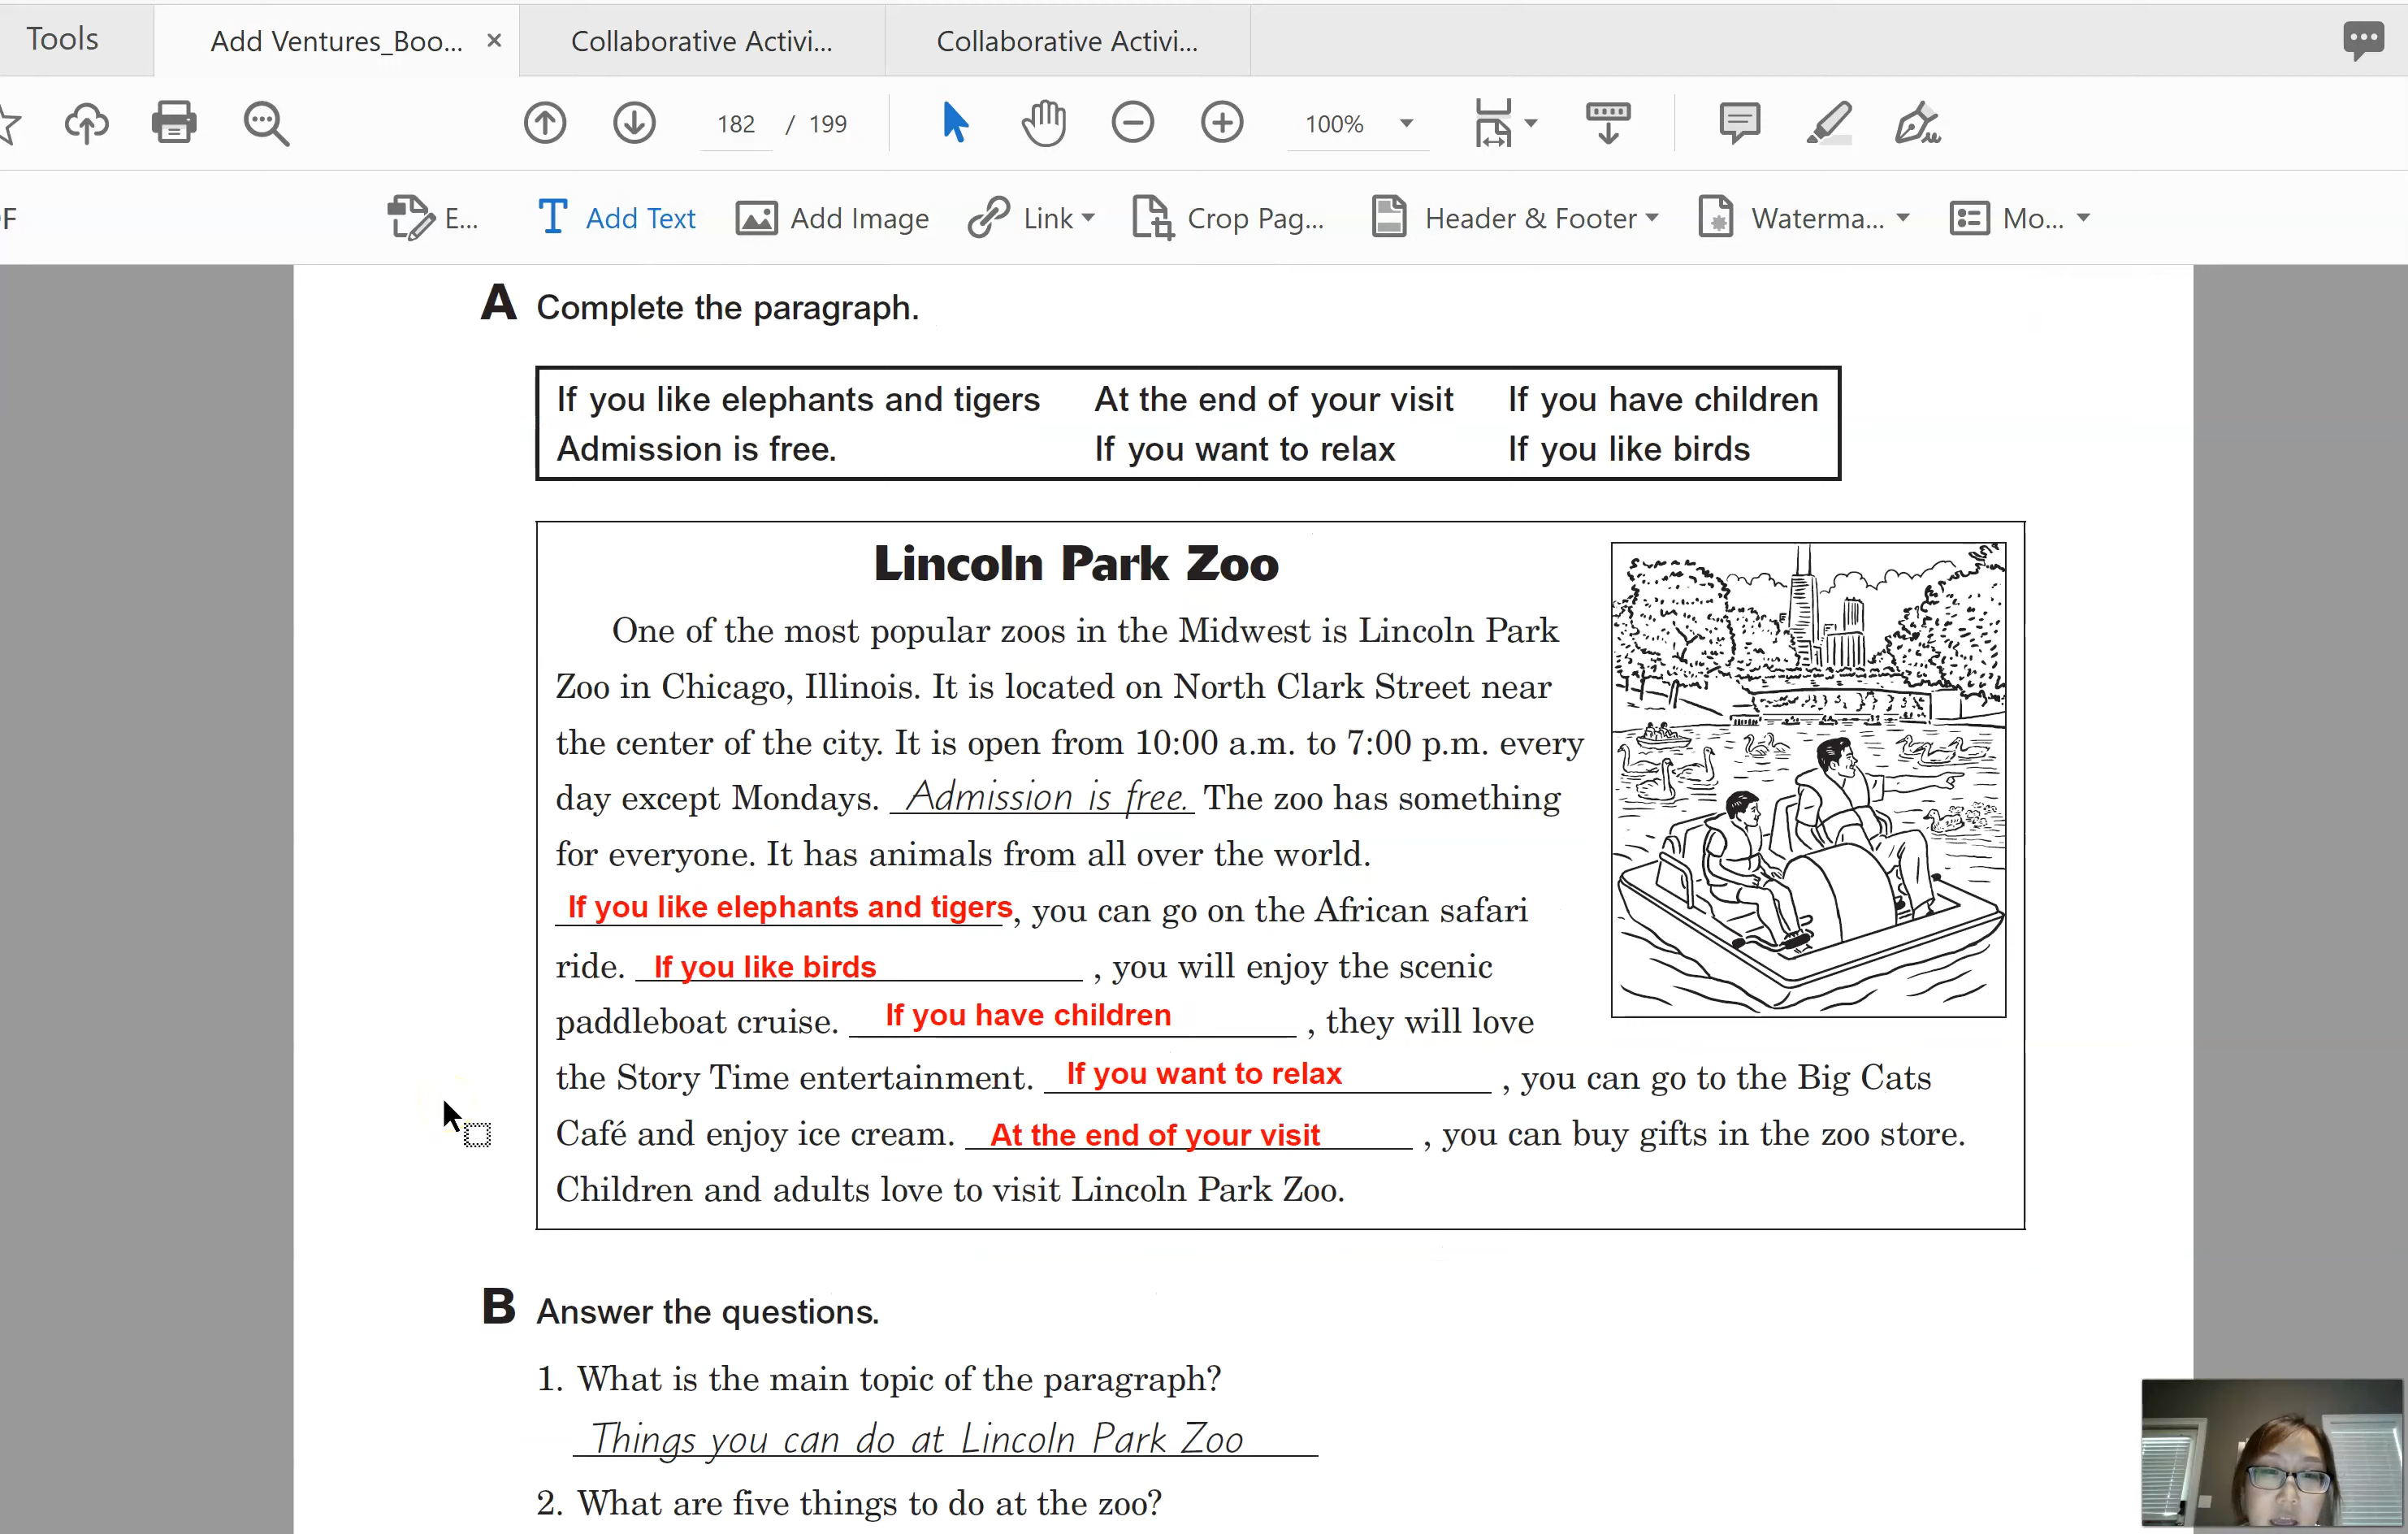 Tools
Add Ventures_Boo... ×
Collaborative Activi...
Collaborative Activi...
182 / 199
100%
E...
Add Text
Add Image
Link
Crop Pag...
Header & Footer
Waterma...
Mo...
A Complete the paragraph.
If you like elephants and tigers At the end of your visit If you have children
Admission is free. If you want to relax If you like birds
Lincoln Park Zoo
One of the most popular zoos in the Midwest is Lincoln Park
Zoo in Chicago, Illinois. It is located on North Clark Street near
the center of the city. It is open from 10:00 a.m. to 7:00 p.m. every
day except Mondays. Admission is free. The zoo has something
for everyone. It has animals from all over the world.
If you like elephants and tigers, you can go on the African safari
ride. If you like birds, you will enjoy the scenic
paddleboat cruise. If you have children, they will love
the Story Time entertainment. If you want to relax, you can go to the Big Cats
Café and enjoy ice cream. At the end of your visit, you can buy gifts in the zoo store.
Children and adults love to visit Lincoln Park Zoo.
B Answer the questions.
1. What is the main topic of the paragraph?
Things you can do at Lincoln Park Zoo
2. What are five things to do at the zoo?